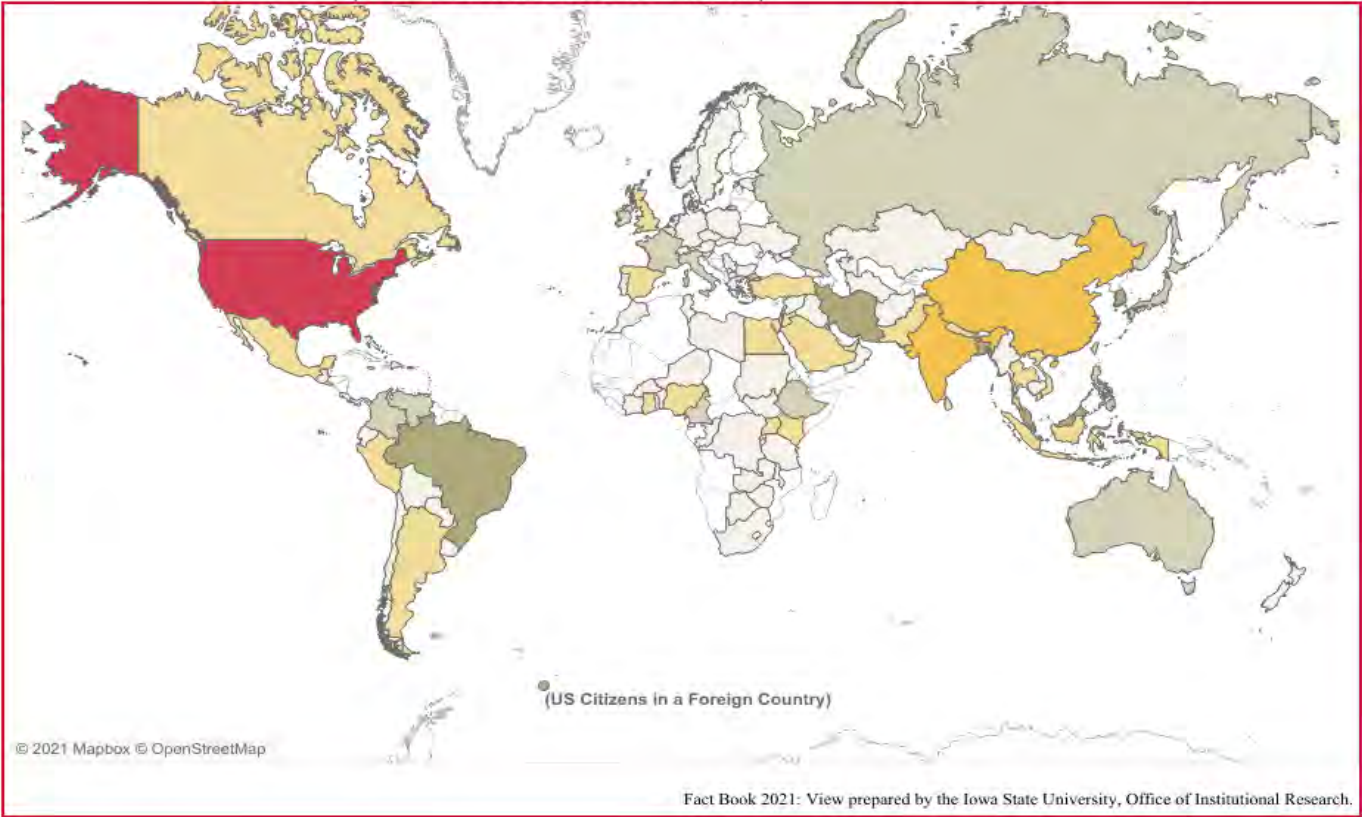 (US Citizens in a Foreign Country)
© 2021 Mapbox © OpenStreetMap
Fact Book 2021: View prepared by the Iowa State University, Office of Institutional Research.